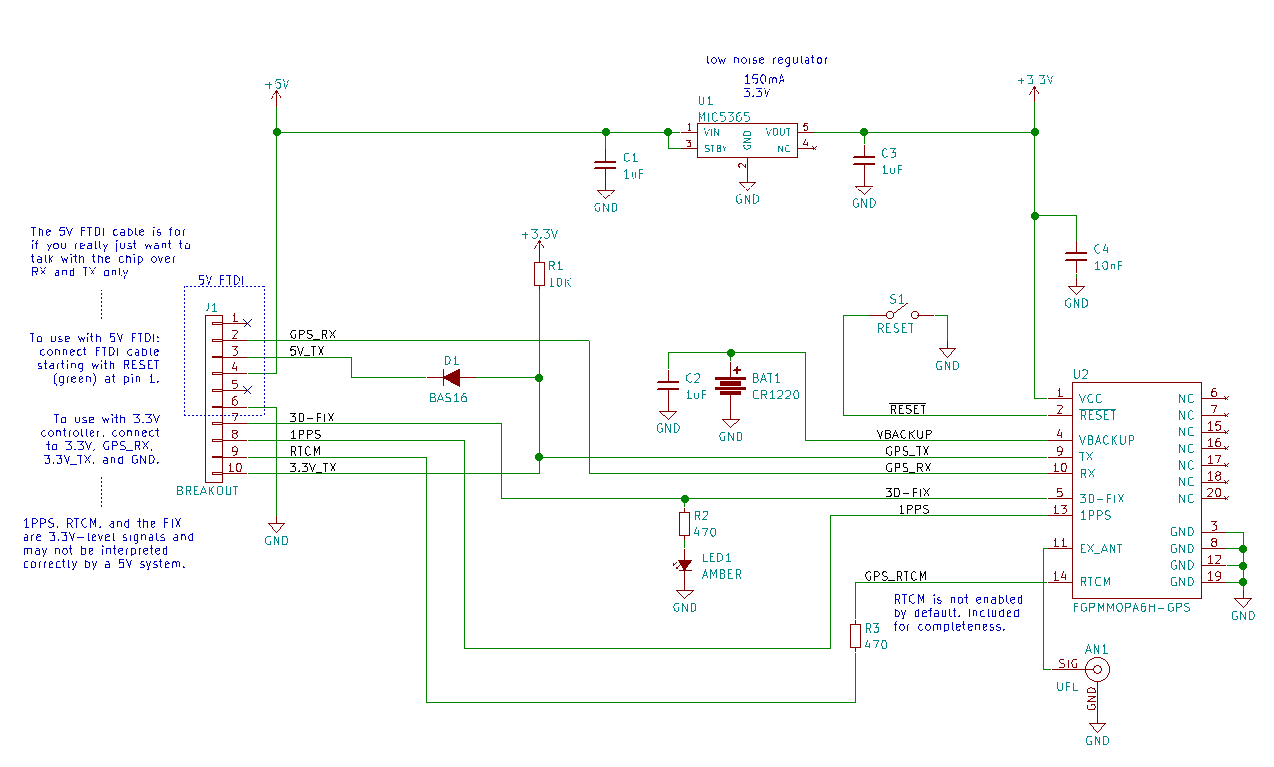 low noise regulator
150mA
3.3V
+5V
+3.3V
U1
MIC5365
1
VIN
3
STBY
GND
2
VOUT
5
NC
4
GND
C1
1uF
GND
C3
1uF
GND
C4
10nF
GND
The 5V FTDI cable is for
if you really just want to
talk with the chip over
RX and TX only
+3.3V
R1
10K
5V FTDI
J1
1
2
3
4
5
6
7
8
9
10
BREAKOUT
To use with 5V FTDI:
connect FTDI cable
starting with RESET
(green) at pin 1.
To use with 3.3V
controller, connect
to 3.3V, GPS_RX,
3.3V_TX, and GND.
1PPS, RTCM, and the FIX
are 3.3V-level signals and
may not be interpreted
correctly by a 5V system.
GPS_RX
5V_TX
3D-FIX
1PPS
RTCM
3.3V_TX
GND
D1
BAS16
S1
RESET
GND
C2
1uF
GND
+
BAT1
CR1220
GND
RESET
VBACKUP
GPS_TX
GPS_RX
3D-FIX
1PPS
GPS_RTCM
U2
1
VCC
2
RESET
4
VBACKUP
9
TX
10
RX
5
3D-FIX
13
1PPS
11
EX_ANT
14
RTCM
NC
6
NC
7
NC
15
NC
16
NC
17
NC
18
NC
20
GND
3
GND
8
GND
12
GND
19
FGPMMOPA6H-GPS
GND
R2
470
LED1
AMBER
GND
RTCM is not enabled
by default. Included
for completeness.
R3
470
AN1
SIG
UFL
GND
GND